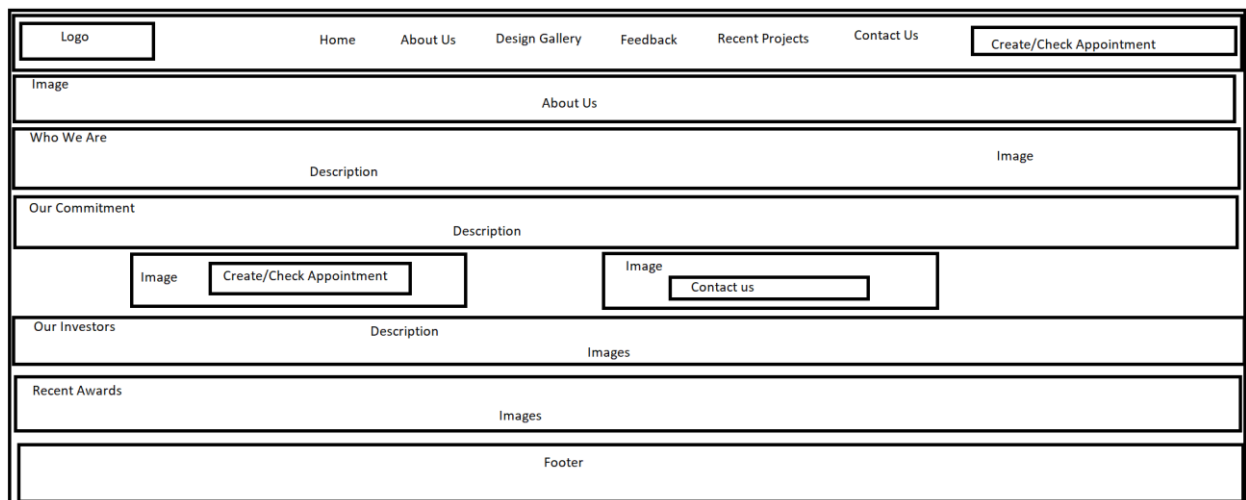 Logo
Home About Us Design Gallery Feedback Recent Projects Contact Us
Create/Check Appointment
Image
About Us
Who We Are
Description
Image
Our Commitment
Description
Image
Create/Check Appointment
Image
Contact us
Our Investors
Description
Images
Recent Awards
Images
Footer